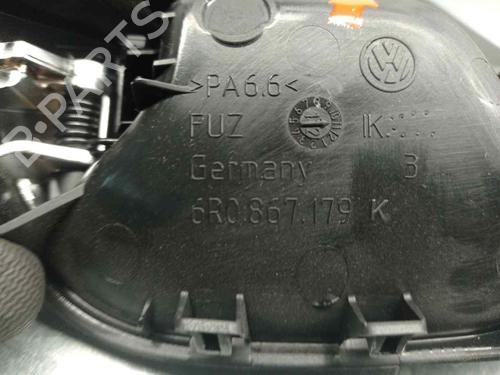 B-PARTS
>PA6.6<
FUZ IK:
Germany B
6R0.867.179 K